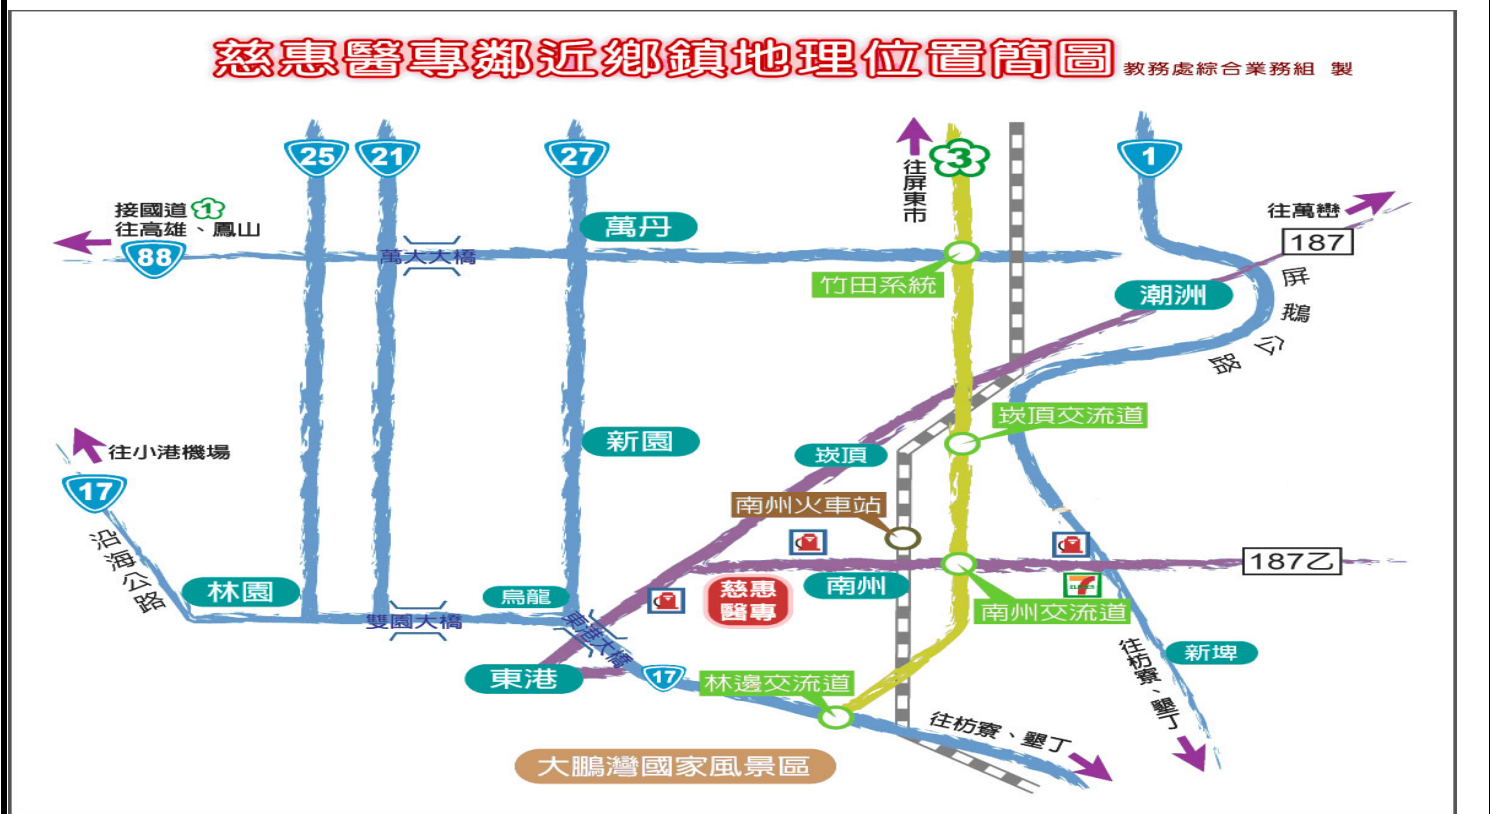 慈惠醫專鄰近鄉鎮地理位置簡圖 教務處綜合業務組 製
25
21
27
3
1
往屏東市
接國道 1
往高雄、鳳山
88
萬大大橋
萬丹
竹田系統
往萬巒
187
潮洲
屏鵝公路
往小港機場
17
沿海公路
新園
崁頂交流道
崁頂
南州火車站
187乙
林園
烏龍
雙園大橋
東港大橋
慈惠
醫專
南州
7
ELEVEN
南州交流道
東港
17
林邊交流道
新埤
往枋寮、墾丁
往枋寮、墾丁
大鵬灣國家風景區